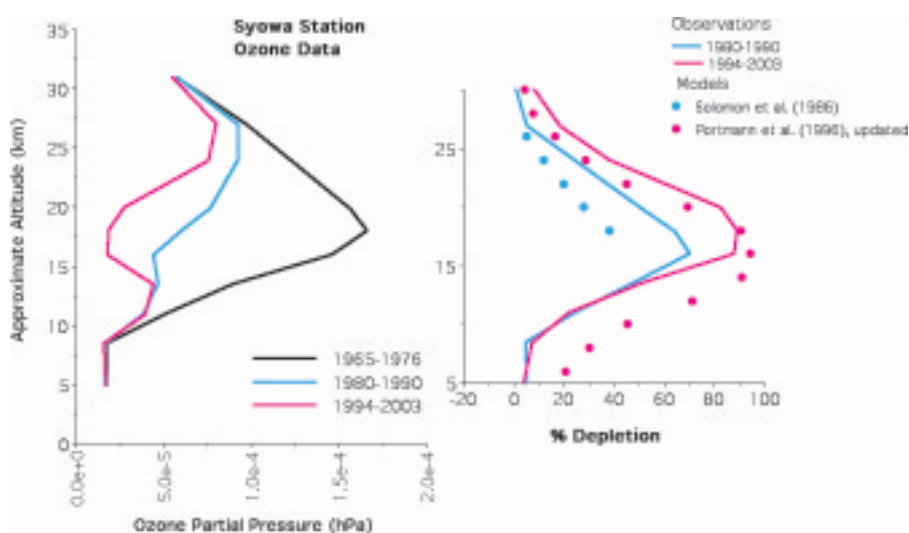 Syowa Station
Ozone Data
35
30
25
20
15
10
5
0
Approximate Altitude (km)
1965-1976
1980-1990
1994-2003
0.0e+0
5.0e-5
1.0e-4
1.5e-4
2.0e-4
Ozone Partial Pressure (hPa)
Observations
1980-1990
1994-2003
Models
Solomon et al. (1986)
Portmann et al. (1996), updated
25
15
5
-20
0
20
40
60
80
100
% Depletion